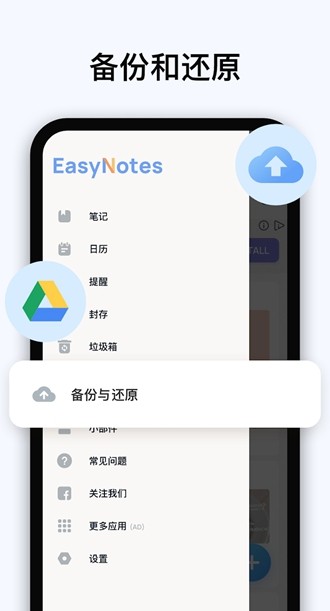 备份和还原
EasyNotes
笔记
日历
提醒
封存
垃圾箱
备份与还原
小部件
常见问题
关注我们
更多应用 (AD)
设置